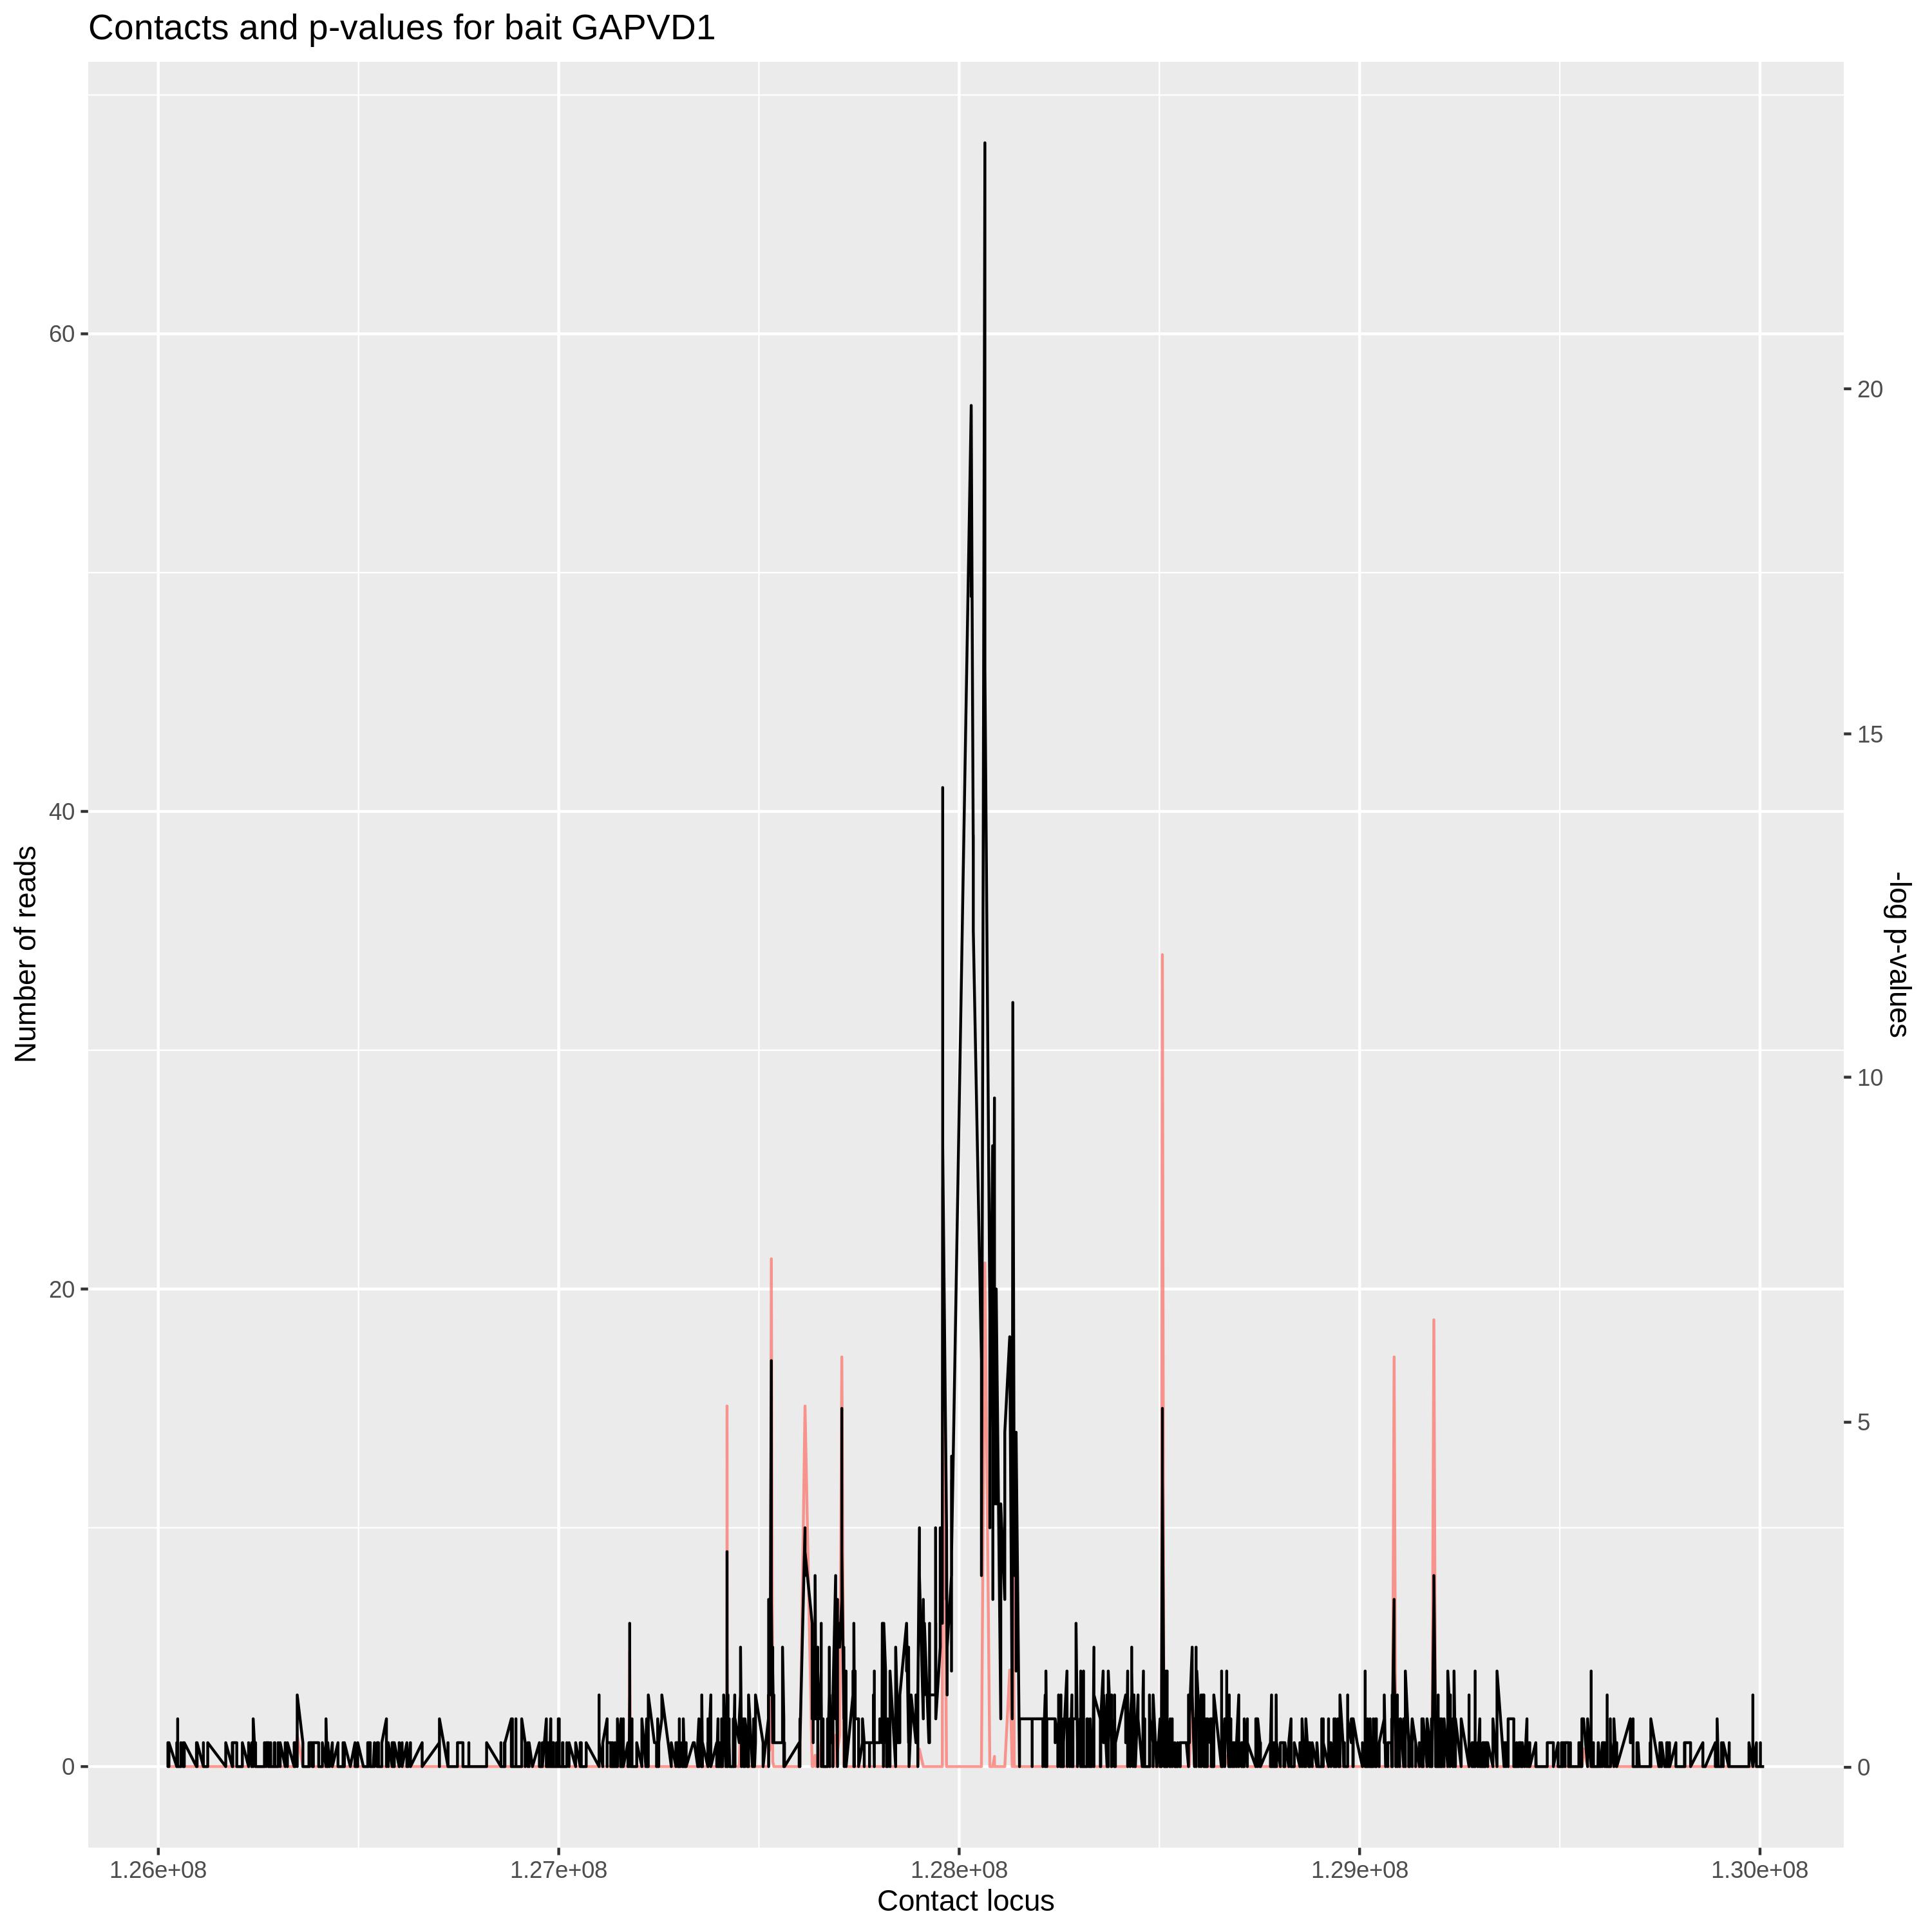 Contacts and p-values for bait GAPVD1
Number of reads
60
40
20
0
20
15
10
5
0
-log p-values
1.26e+08
1.27e+08
1.28e+08
1.29e+08
1.30e+08
Contact locus